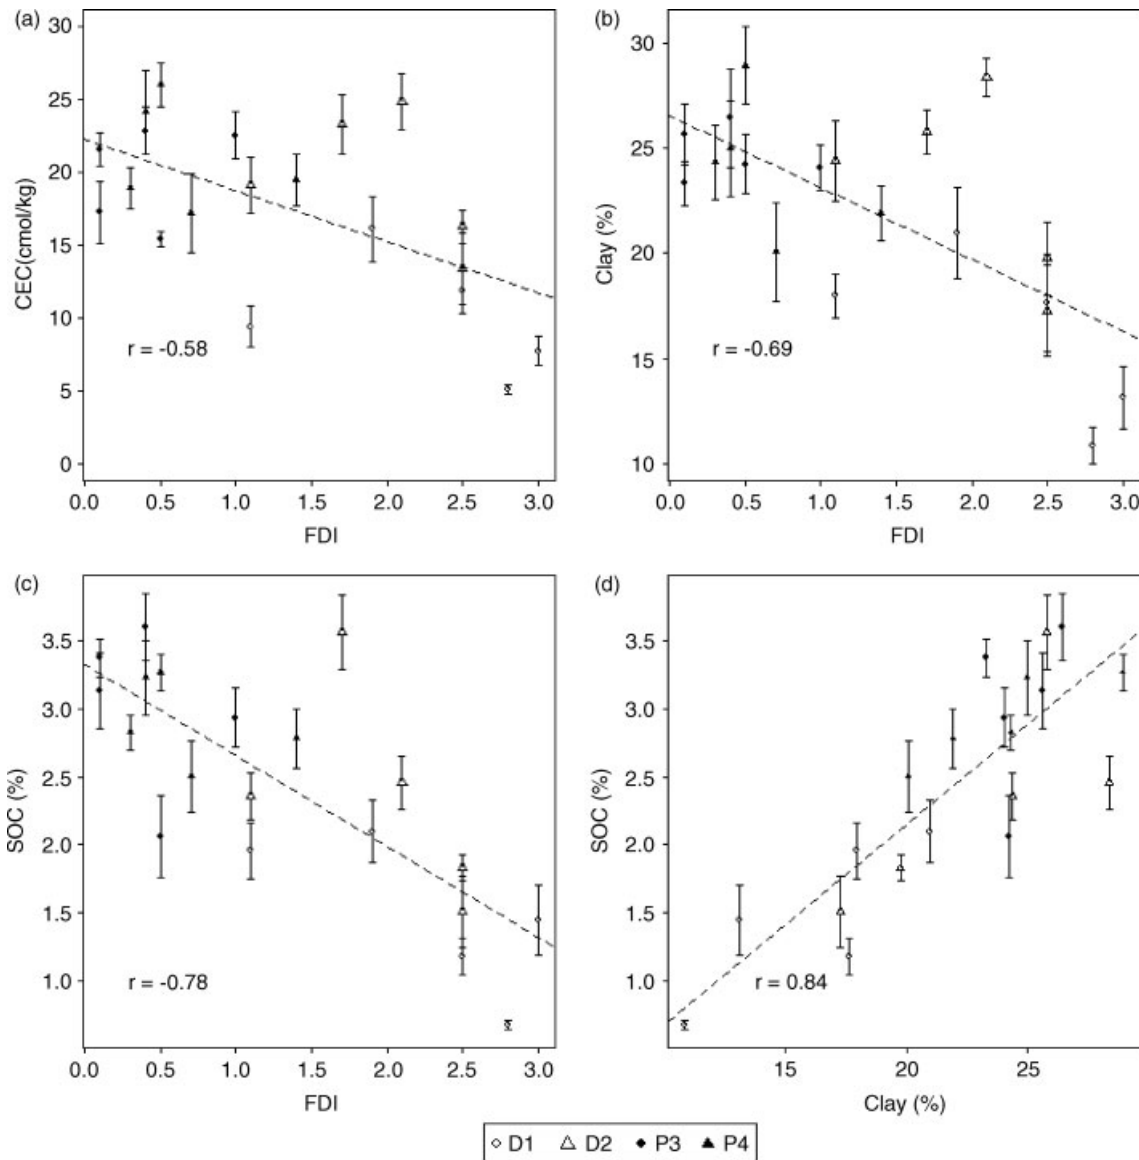 (a)
30
25
20
15
10
5
0
CEC(cmol/kg)
r = -0.58
0.0 0.5 1.0 1.5 2.0 2.5 3.0
FDI
(b)
30
25
20
15
10
Clay (%)
r = -0.69
0.0 0.5 1.0 1.5 2.0 2.5 3.0
FDI
(c)
3.5
3.0
2.5
2.0
1.5
1.0
SOC (%)
r = -0.78
0.0 0.5 1.0 1.5 2.0 2.5 3.0
FDI
(d)
3.5
3.0
2.5
2.0
1.5
1.0
SOC (%)
r = 0.84
15 20 25
Clay (%)
D1 D2 P3 P4